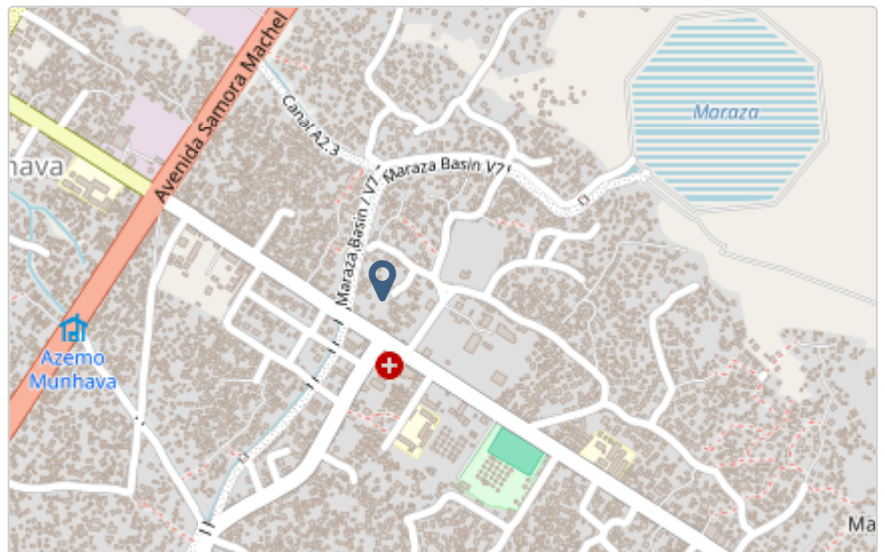 Avenida Samora Machel
Canal A2.3
Maraza
Maraza Basin V7
hava
Maraza Basin / V7
Azemo
Munhava
Ma